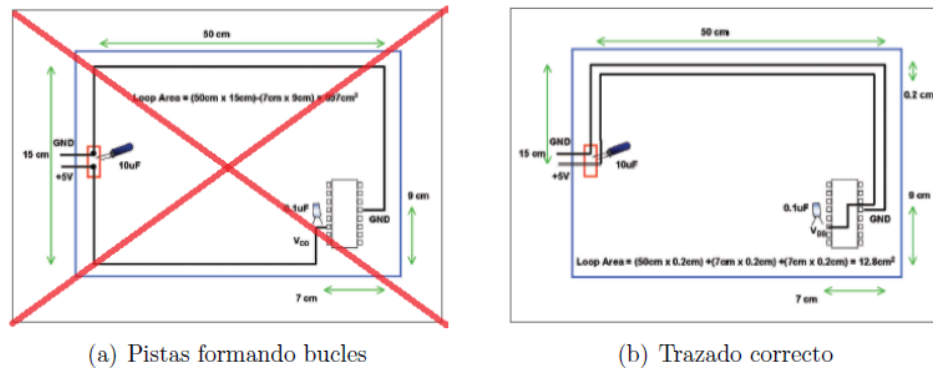 50 cm
Loop Area = (50cm x 15cm)-(7cm x 9cm) = 697cm²
GND
15 cm
10uF
+5V
9 cm
0.1uF
GND
VDD
7 cm
(a) Pistas formando bucles
50 cm
0.2 cm
GND
15 cm
10uF
+5V
9 cm
0.1uF
GND
VDD
Loop Area = (50cm x 0.2cm) +(7cm x 0.2cm) +(7cm x 0.2cm) = 12.8cm²
7 cm
(b) Trazado correcto